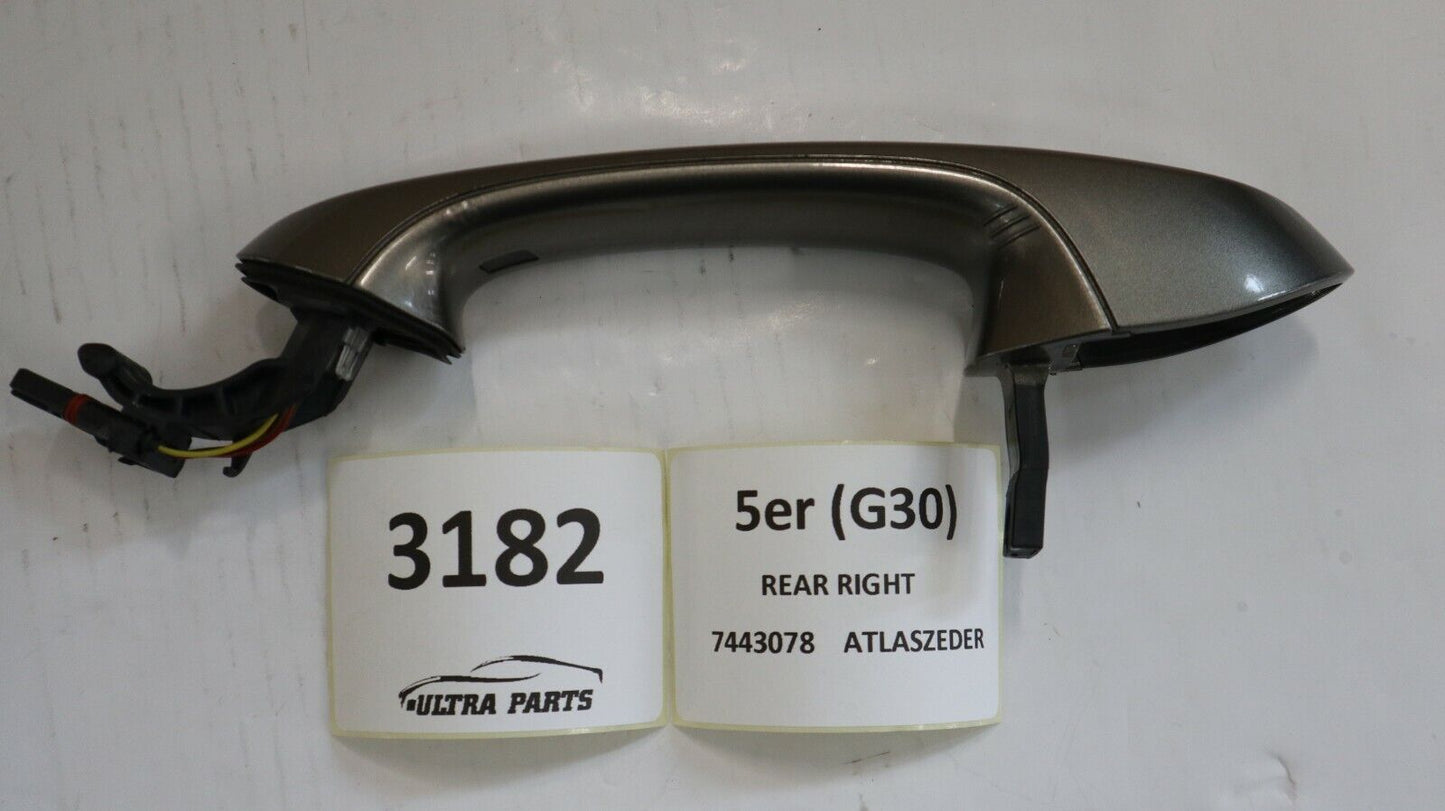 3182
ULTRA PARTS
5er (G30)
REAR RIGHT
7443078 ATLASZEDER